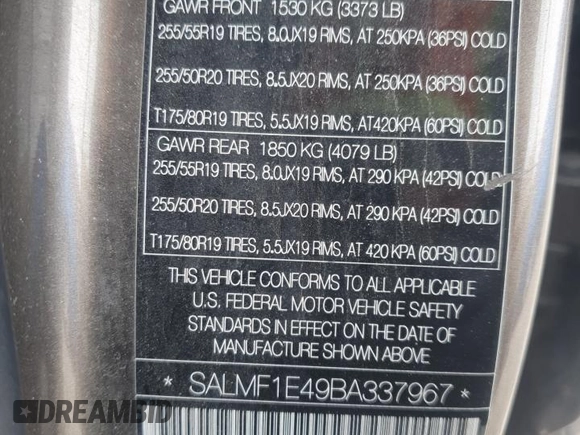 GAWR FRONT 1530 KG (3373 LB)
255/55R19 TIRES, 8.0JX19 RIMS, AT 250KPA (36PSI) COLD
255/50R20 TIRES, 8.5JX20 RIMS, AT 250KPA (36PSI) COLD
T175/80R19 TIRES, 5.5JX19 RIMS, AT420KPA (60PSI) COLD
GAWR REAR 1850 KG (4079 LB)
255/55R19 TIRES, 8.0JX19 RIMS, AT 290 KPA (42PSI) COLD
255/50R20 TIRES, 8.5JX20 RIMS, AT 290 KPA (42PSI) COLD
T175/80R19 TIRES, 5.5JX19 RIMS, AT 420 KPA (60PSI) COLD
THIS VEHICLE CONFORMS TO ALL APPLICABLE
U.S. FEDERAL MOTOR VEHICLE SAFETY
STANDARDS IN EFFECT ON THE DATE OF
MANUFACTURE SHOWN ABOVE
* SALMF1E49BA337967 *
DREAMBID